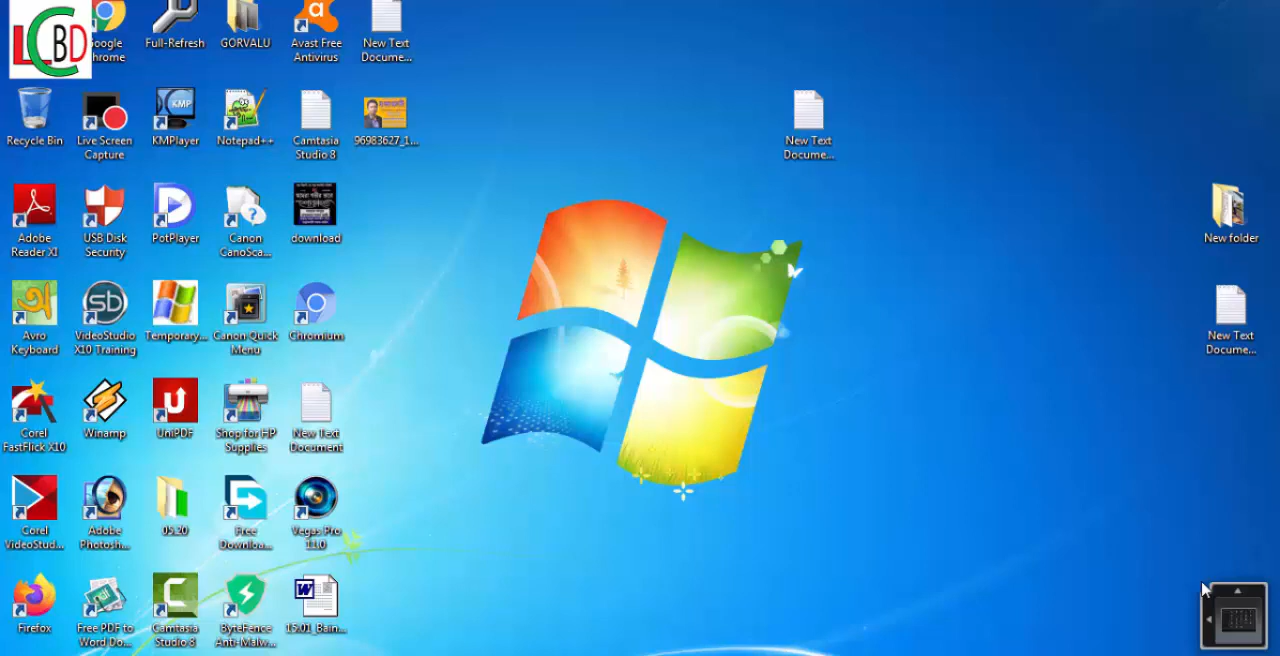 LCBD
Google
Chrome
Full-Refresh
GORVALU
Avast Free
Antivirus
New Text
Docume...
Recycle Bin
Live Screen
Capture
KMP
KMPlayer
Notepad++
Camtasia
Studio 8
96983627_1...
New Text
Docume...
Adobe
Reader XI
USB Disk
Security
PotPlayer
Canon
CanoSca...
download
New folder
অ
Avro
Keyboard
sb
VideoStudio
X10 Training
Temporary...
Canon Quick
Menu
Chromium
New Text
Docume...
Corel
FastFlick X10
Winamp
UniPDF
Shop for HP
Supplies
New Text
Document
Corel
VideoStud...
Adobe
Photosh...
05.20
Free
Downloa...
Vegas Pro
11.0
Firefox
Free PDF to
Word Do...
Camtasia
Studio 8
ByteFence
Anti-Malw...
15.01_Bain...